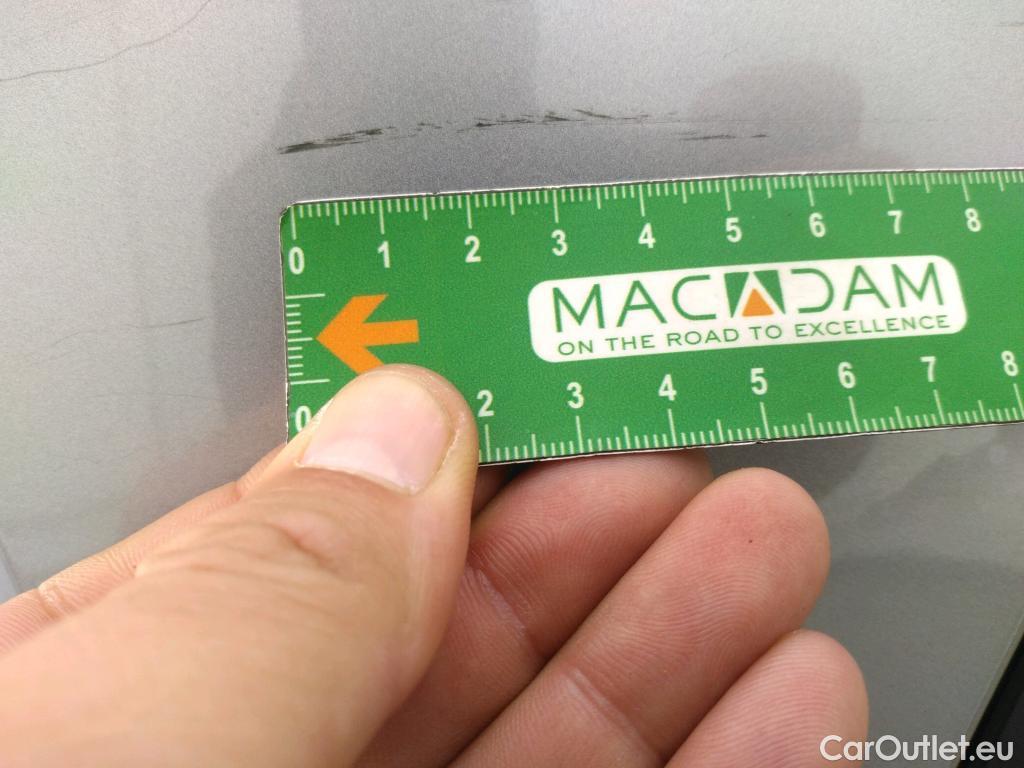 0 1 2 3 4 5 6 7 8
MACADAM
ON THE ROAD TO EXCELLENCE
0 2 3 4 5 6 7 8
CarOutlet.eu